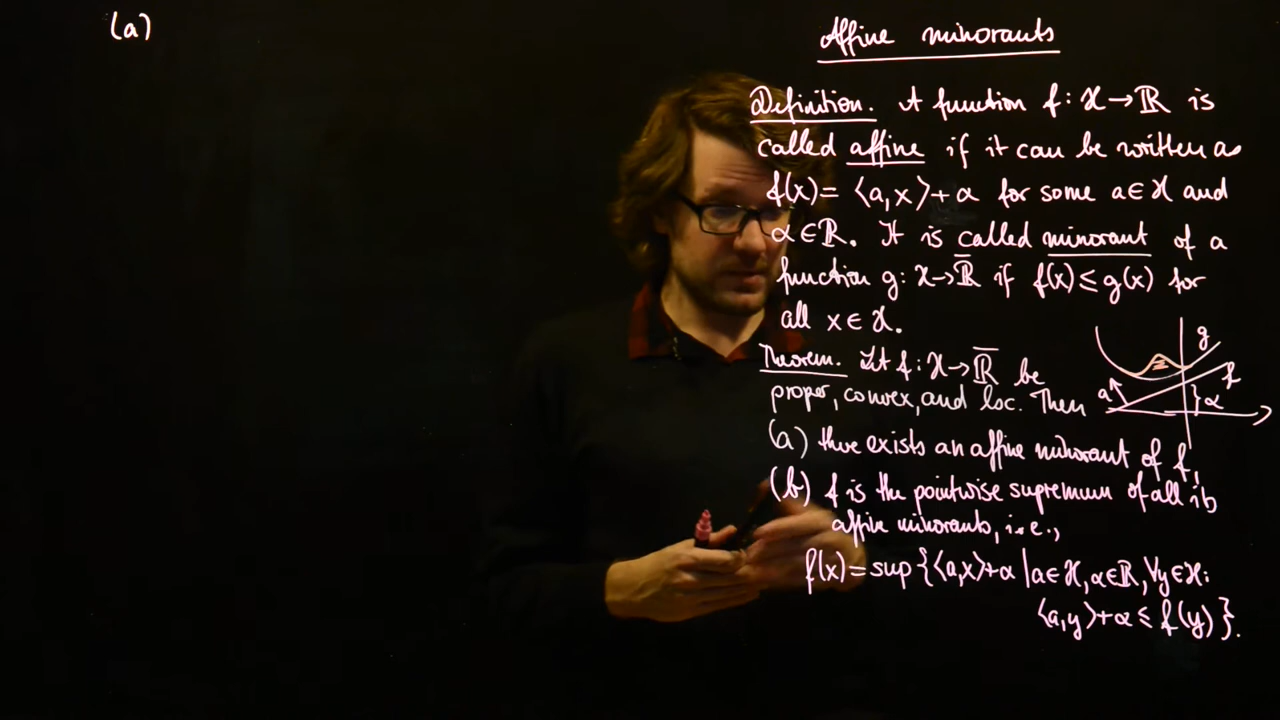 (a)
Affine minorants
Definition. A function f: X→ℝ is
called affine if it can be written as
f(x)= ⟨a,x⟩+α for some a∈X and
α∈ℝ. It is called minorant of a
function g: X→ℝ̅ if f(x)≤g(x) for
all x∈X.
Theorem. Let f: X→ℝ̅ be
proper, convex, and lsc. Then
g
f
a
α
(a) there exists an affine minorant of f,
(b) f is the pointwise supremum of all its
affine minorants, i.e.,
f(x)=sup{⟨a,x⟩+α | a∈X, α∈ℝ, ∀y∈X:
⟨a,y⟩+α≤f(y)}.